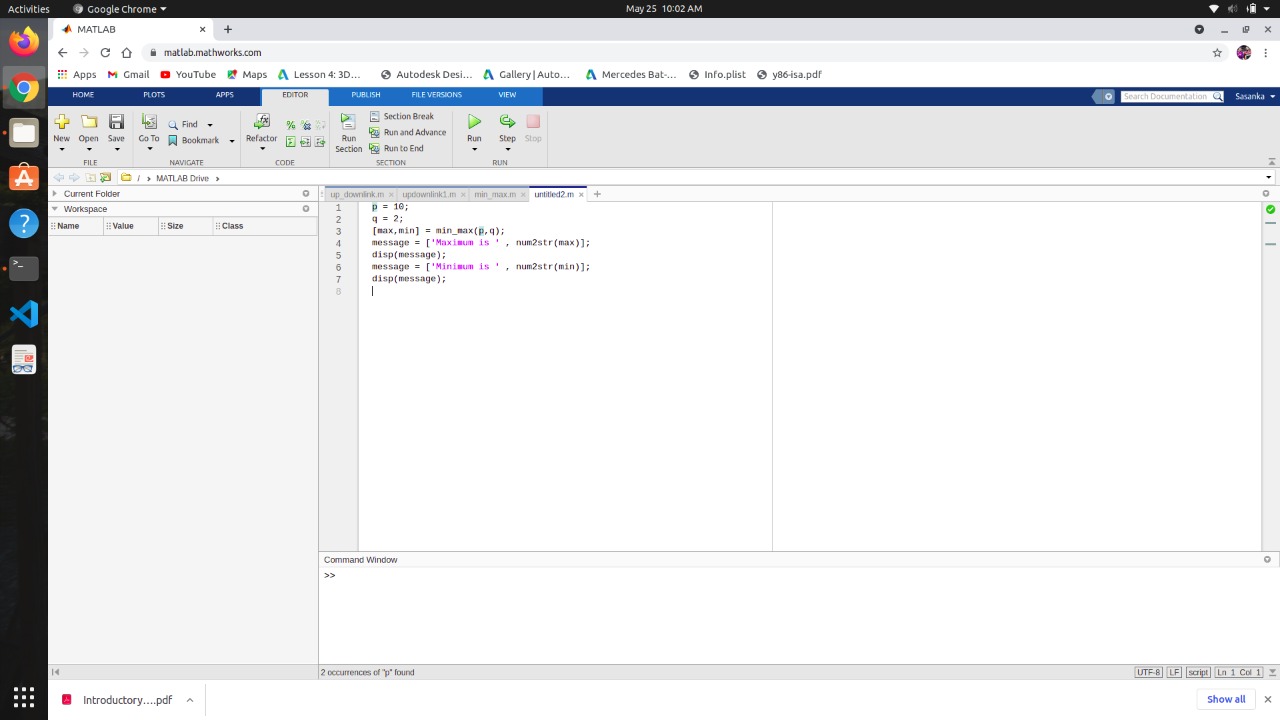 Activities Google Chrome May 25 10:02 AM
MATLAB
matlab.mathworks.com
Apps Gmail YouTube Maps Lesson 4: 3D… Autodesk Desi… Gallery | Auto… Mercedes Bat-… Info.plist y86-isa.pdf
HOME PLOTS APPS EDITOR PUBLISH FILE VERSIONS VIEW Search Documentation Sasanka
New Open Save Go To Find Bookmark Refactor Run Section Section Break Run and Advance Run to End Run Step Stop
FILE NAVIGATE CODE SECTION RUN
/ › MATLAB Drive ›
Current Folder
Workspace
Name Value Size Class
up_downlink.m updownlink1.m min_max.m untitled2.m
1 p = 10;
2 q = 2;
3 [max,min] = min_max(p,q);
4 message = ['Maximum is ' , num2str(max)];
5 disp(message);
6 message = ['Minimum is ' , num2str(min)];
7 disp(message);
8
Command Window
>>
2 occurrences of "p" found UTF-8 LF script Ln 1 Col 1
Introductory....pdf Show all